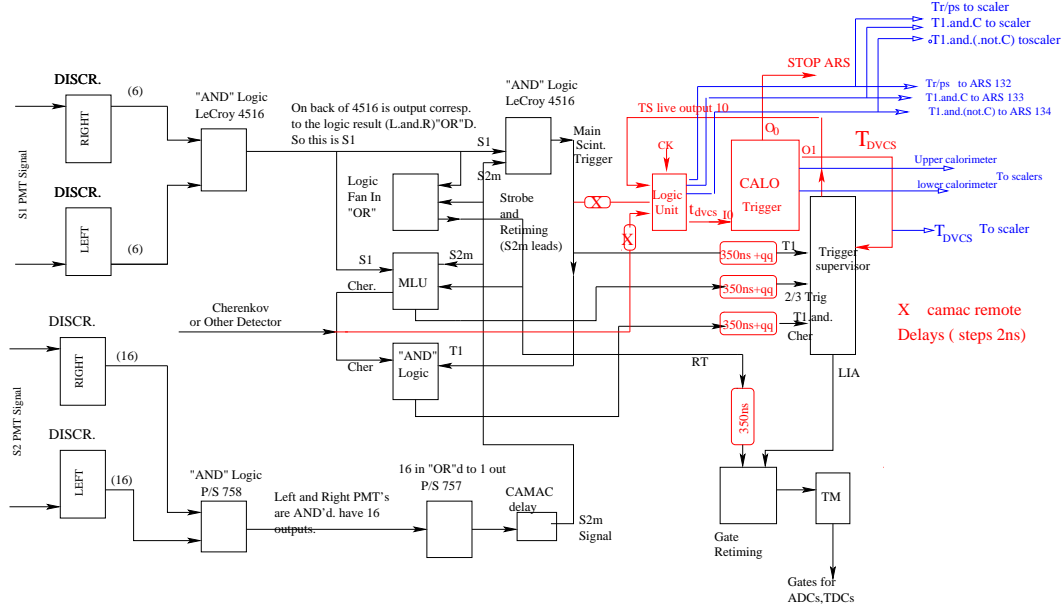 Tr/ps to scaler
T1.and.C to scaler
T1.and.(.not.C) toscaler
STOP ARS
DISCR.
"AND" Logic
LeCroy 4516
"AND" Logic
LeCroy 4516
(6)
RIGHT
On back of 4516 is output corresp.
to the logic result (L.and.R)"OR"D.
So this is S1
S1
S2m
Main
Scint.
Trigger
TS live output 10
Tr/ps to ARS 132
T1.and.C to ARS 133
T1.and.(not.C) to ARS 134
S1 PMT Signal
CK
O0
O1
TDVCS
Logic
Fan In
"OR"
Strobe
and
Retiming
(S2m leads)
X
X
Logic
Unit
tdvcs
I0
CALO
Trigger
Upper calorimeter
lower calorimeter
To scalers
DISCR.
LEFT
(6)
TDVCS To scaler
S1
S2m
MLU
Cher.
350ns+qq
T1
Trigger
supervisor
350ns+qq
2/3 Trig
350ns+qq
T1.and.
Cher
Cherenkov
or Other Detector
X camac remote
Delays ( steps 2ns)
DISCR.
RIGHT
(16)
Cher
"AND"
Logic
T1
RT
LIA
S2 PMT Signal
350ns
DISCR.
LEFT
(16)
"AND" Logic
P/S 758
Left and Right PMT's
are AND'd. have 16
outputs.
16 in "OR"d to 1 out
P/S 757
CAMAC
delay
S2m
Signal
TM
Gate
Retiming
Gates for
ADCs,TDCs